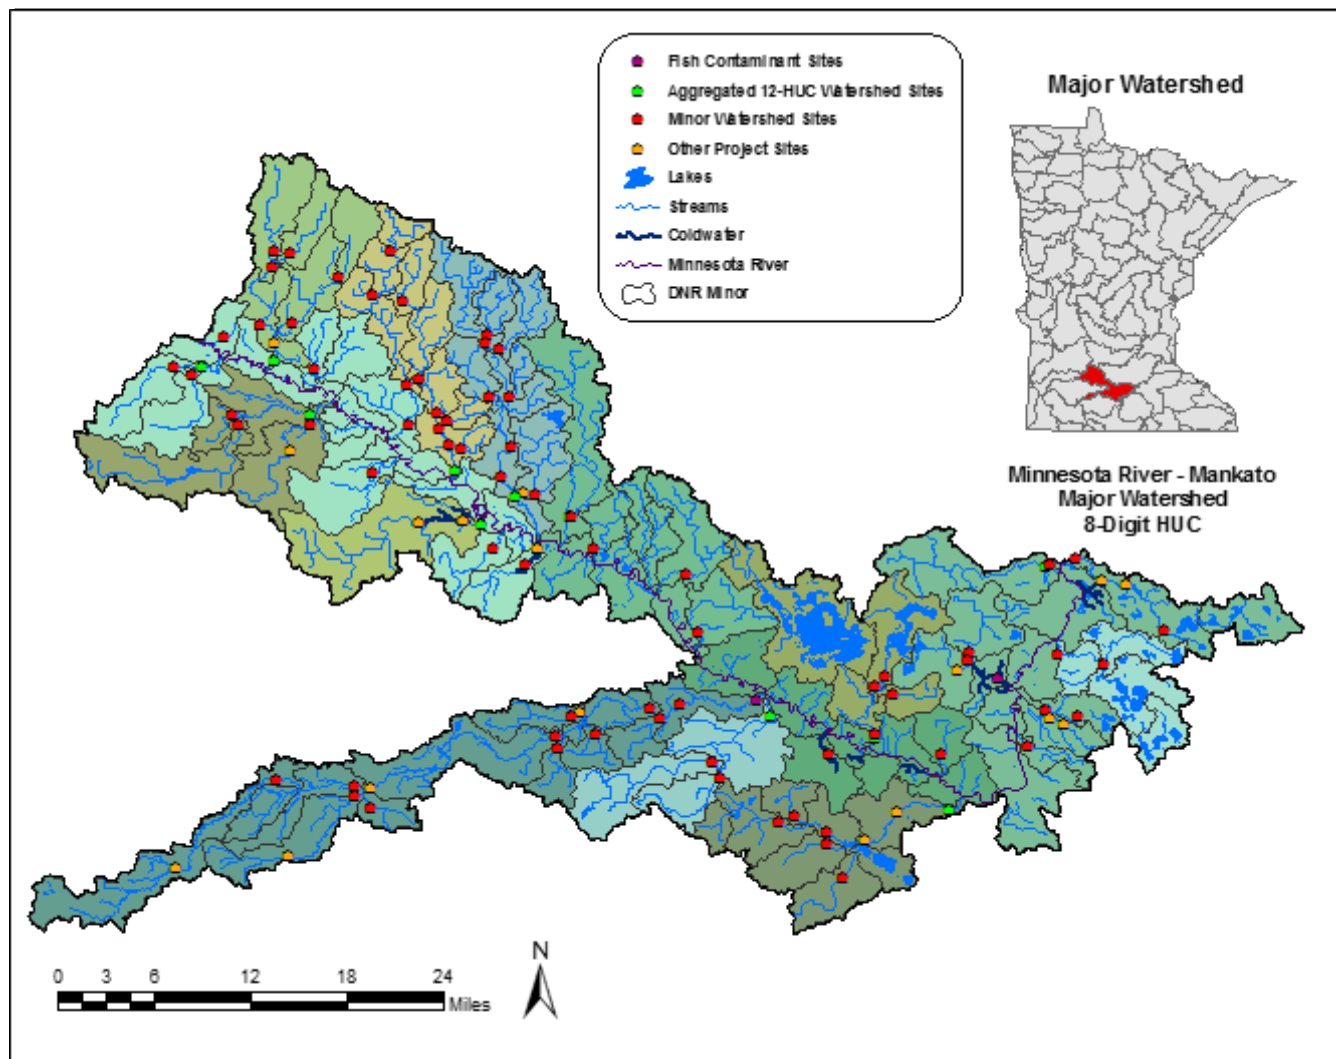 Fish Contaminant Sites
Aggregated 12-HUC Watershed Sites
Minor Watershed Sites
Other Project Sites
Lakes
Streams
Coldwater
Minnesota River
DNR Minor
Major Watershed
Minnesota River - Mankato
Major Watershed
8-Digit HUC
N
0 3 6 12 18 24
Miles